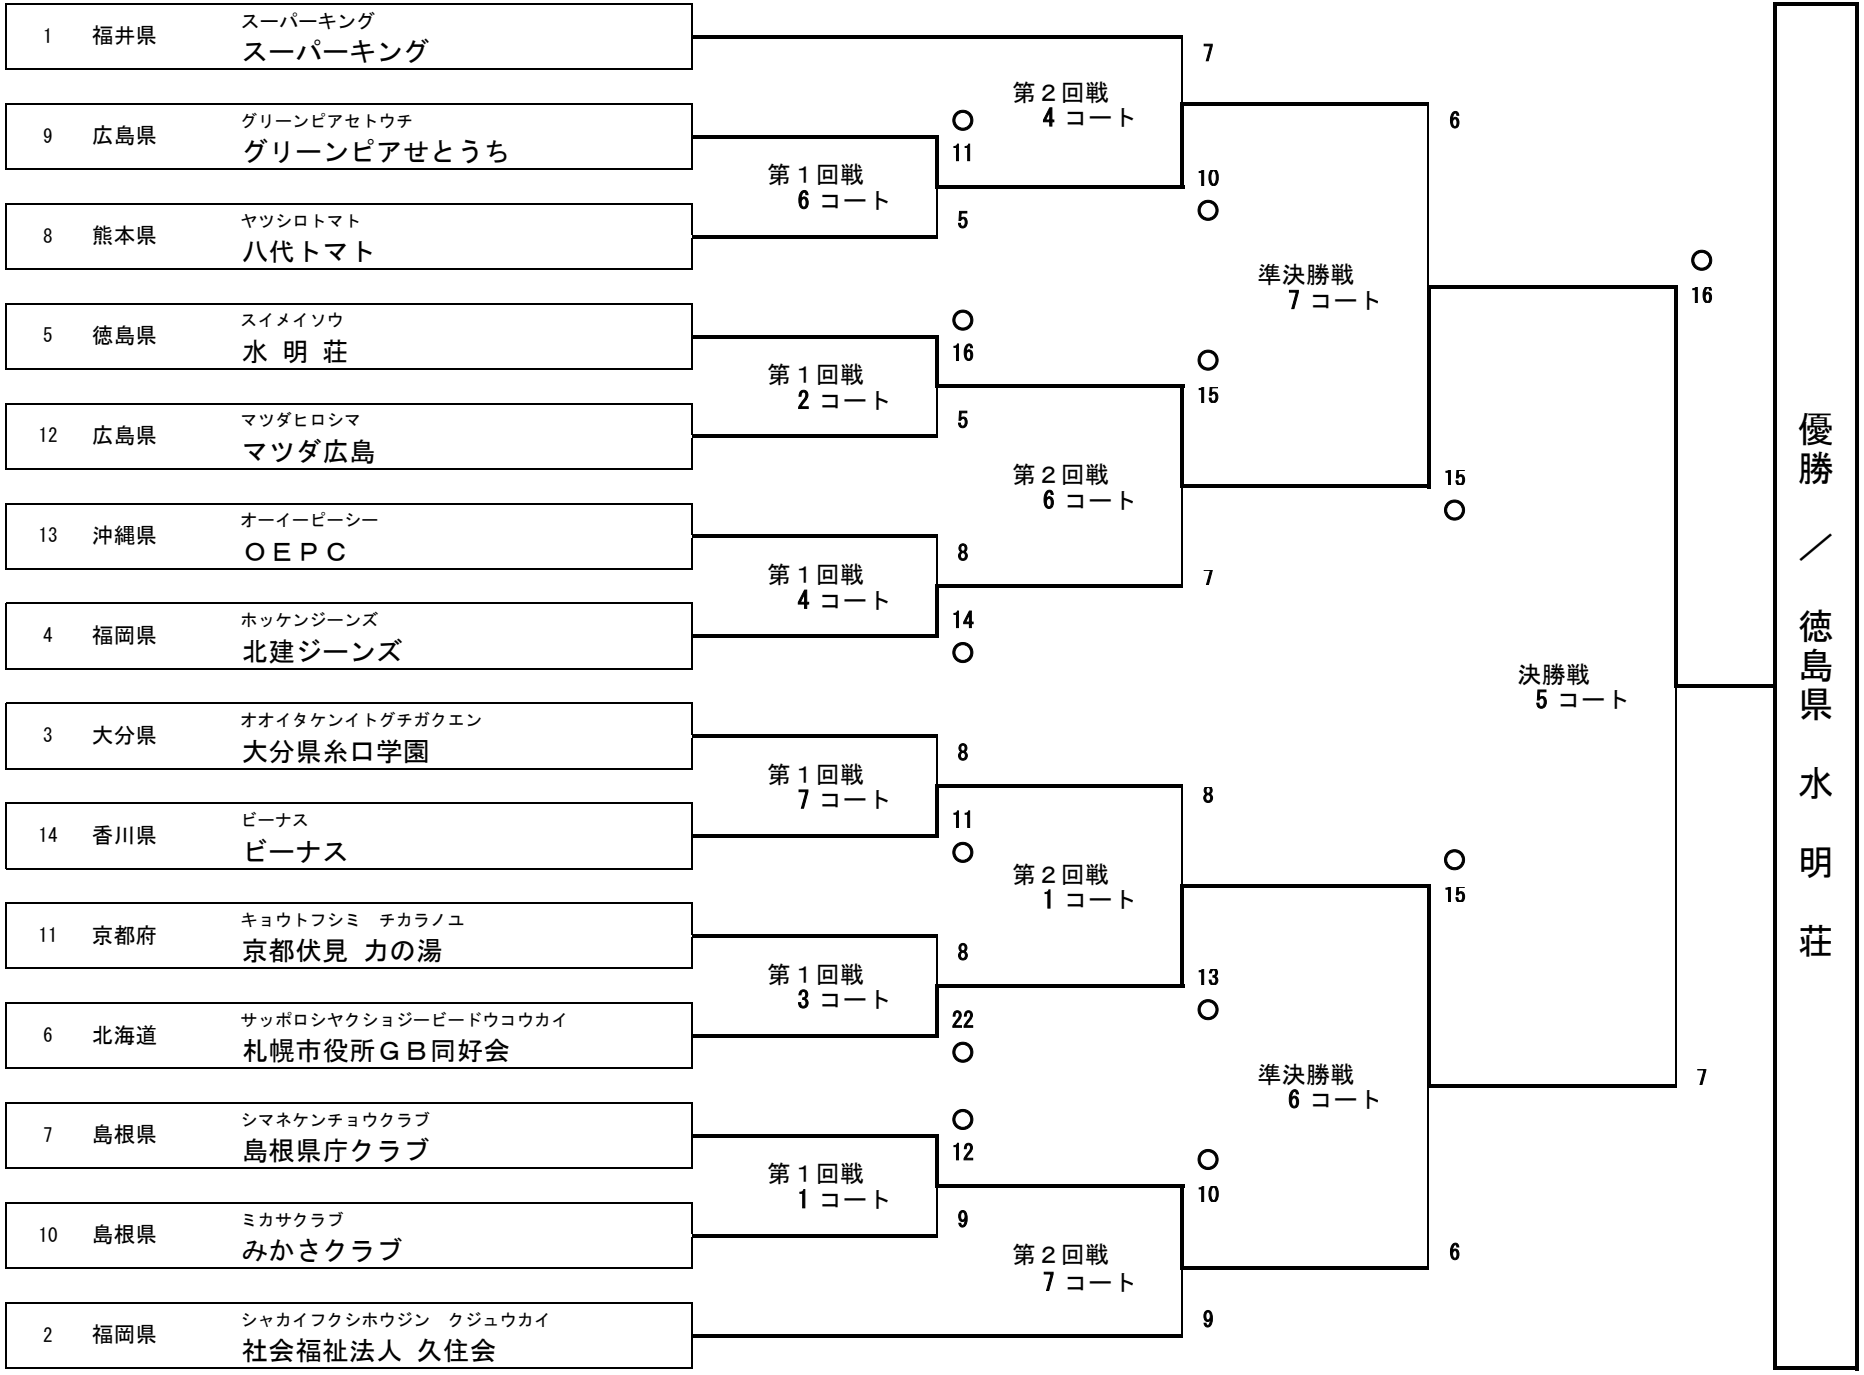 スーパーキング
1 福井県 スーパーキング
7
第２回戦
4 コート
グリーンピアセトウチ
9 広島県 グリーンピアせとうち
○
11
6
第１回戦
6 コート
10
○
ヤツシロトマト
8 熊本県 八代トマト
5
準決勝戦
7 コート
○
16
スイメイソウ
5 徳島県 水 明 荘
○
16
○
15
第１回戦
2 コート
マツダヒロシマ
12 広島県 マツダ広島
5
第２回戦
6 コート
15
○
オーイーピーシー
13 沖縄県 ＯＥＰＣ
8
7
第１回戦
4 コート
ホッケンジーンズ
4 福岡県 北建ジーンズ
14
○
決勝戦
5 コート
オオイタケンイトグチガクエン
3 大分県 大分県糸口学園
8
第１回戦
7 コート
8
ビーナス
14 香川県 ビーナス
11
○
第２回戦
1 コート
○
15
キョウトフシミ　チカラノユ
11 京都府 京都伏見 力の湯
8
第１回戦
3 コート
13
○
サッポロシヤクショジービードウコウカイ
6 北海道 札幌市役所ＧＢ同好会
22
○
準決勝戦
6 コート
7
シマネケンチョウクラブ
7 島根県 島根県庁クラブ
○
12
第１回戦
1 コート
○
10
ミカサクラブ
10 島根県 みかさクラブ
9
第２回戦
7 コート
6
シャカイフクシホウジン　クジュウカイ
2 福岡県 社会福祉法人 久住会
9
優勝 ／ 徳島県 水 明 荘